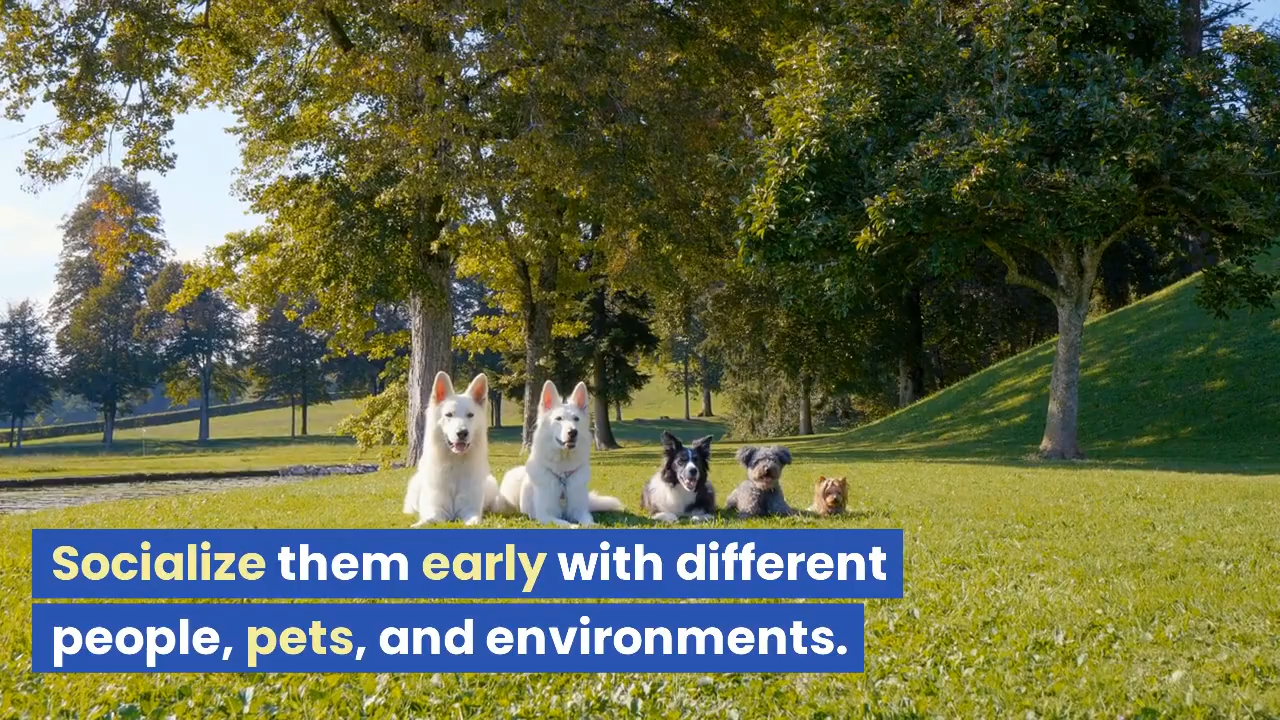 Socialize them early with different
people, pets, and environments.